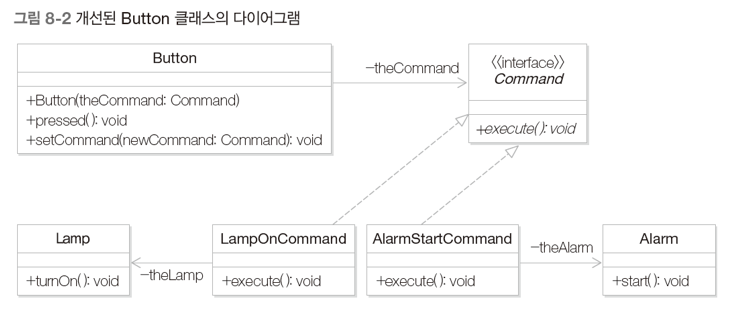 그림 8-2 개선된 Button 클래스의 다이어그램
Button
+Button(theCommand: Command)
+pressed(): void
+setCommand(newCommand: Command): void
-theCommand
《interface》
Command
+execute(): void
Lamp
+turnOn(): void
-theLamp
LampOnCommand
+execute(): void
AlarmStartCommand
+execute(): void
-theAlarm
Alarm
+start(): void